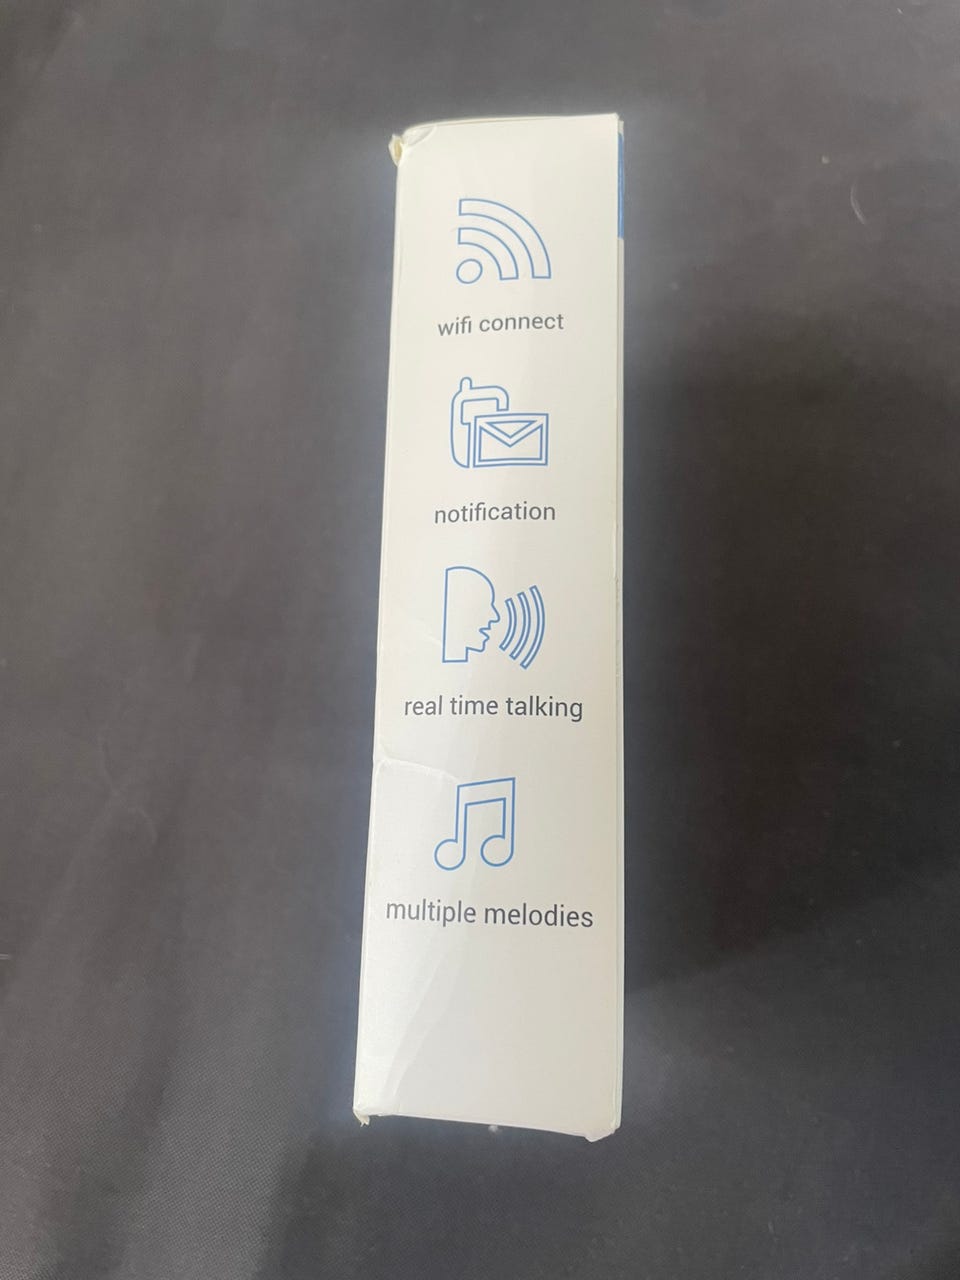 wifi connect
notification
real time talking
multiple melodies